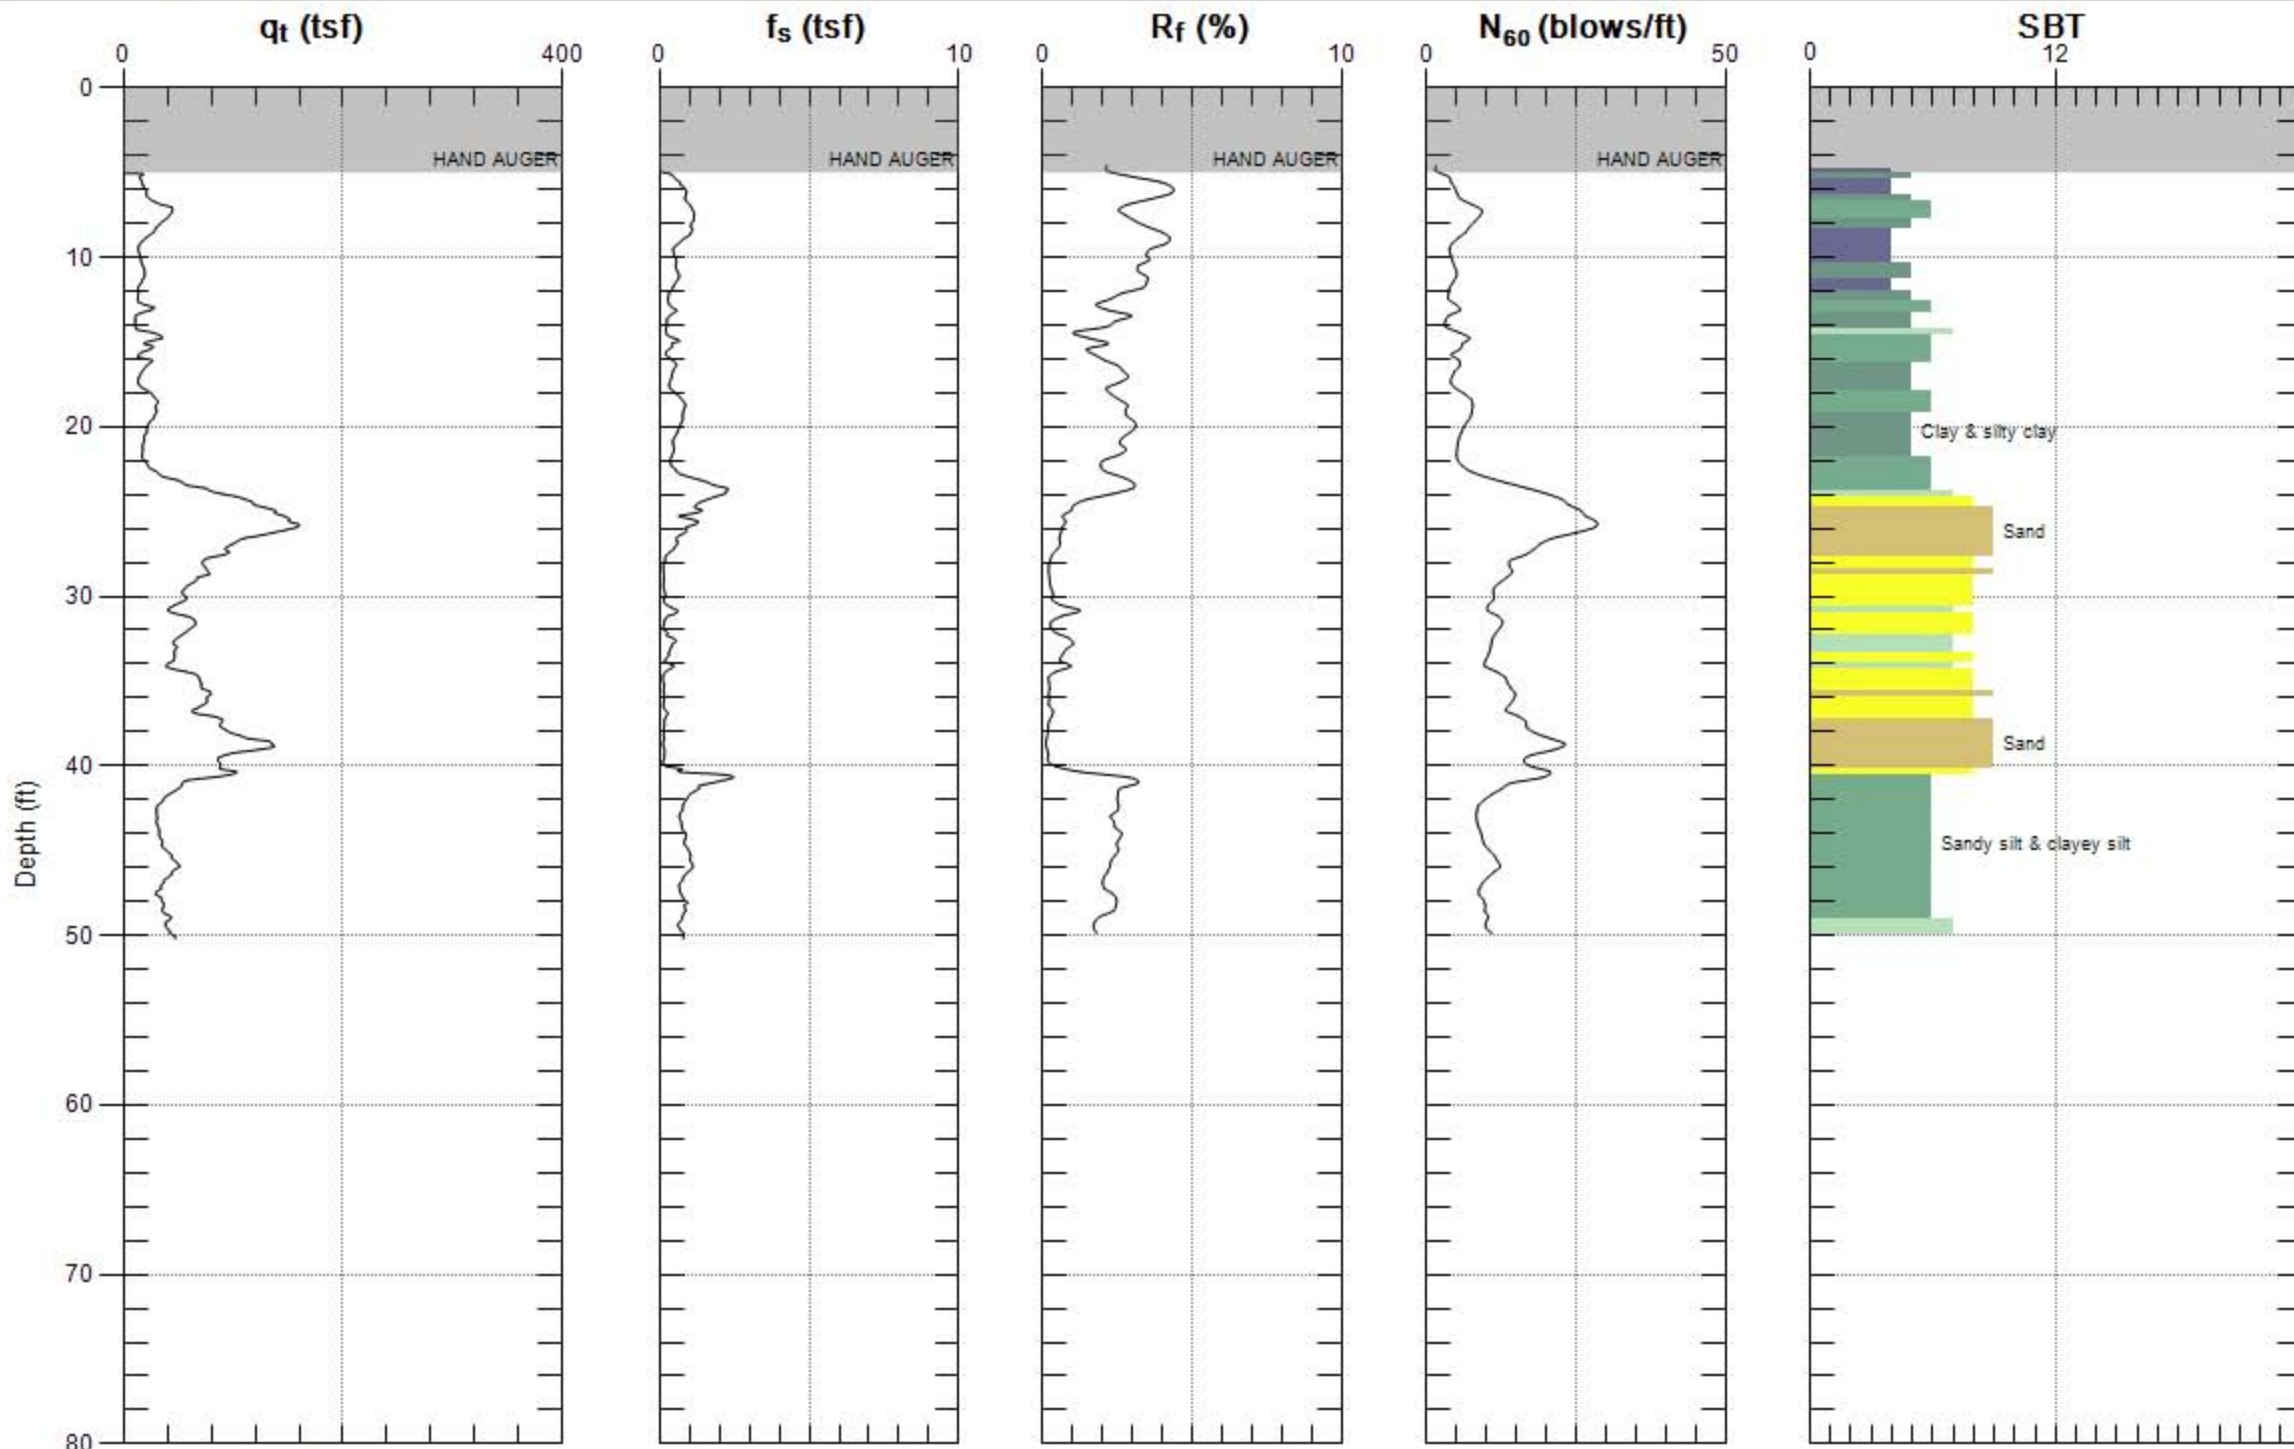 qt (tsf) fs (tsf) Rf (%) N60 (blows/ft) SBT
0 400 0 10 0 10 0 50 0 12
0
HAND AUGER HAND AUGER HAND AUGER HAND AUGER
10
20
Clay & silty clay
Sand
30
Sand
40
Depth (ft)
Sandy silt & clayey silt
50
60
70
80